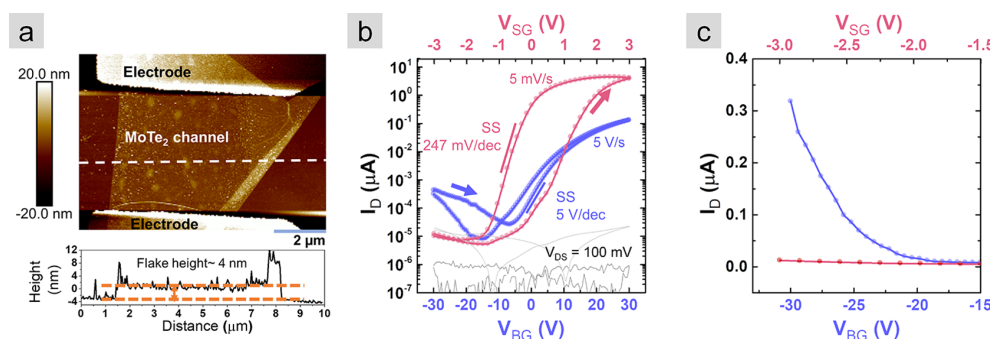 a
20.0 nm
-20.0 nm
Electrode
MoTe2 channel
Electrode
2 μm
Height (nm)
12
8
4
0
-4
Flake height~ 4 nm
0 1 2 3 4 5 6 7 8 9 10
Distance (μm)
b
VSG (V)
-3 -2 -1 0 1 2 3
ID (μA)
10^1
10^0
10^-1
10^-2
10^-3
10^-4
10^-5
10^-6
10^-7
5 mV/s
SS
247 mV/dec
5 V/s
SS
5 V/dec
VDS = 100 mV
-30 -20 -10 0 10 20 30
VBG (V)
c
VSG (V)
-3.0 -2.5 -2.0 -1.5
ID (μA)
0.4
0.3
0.2
0.1
0.0
-30 -25 -20 -15
VBG (V)